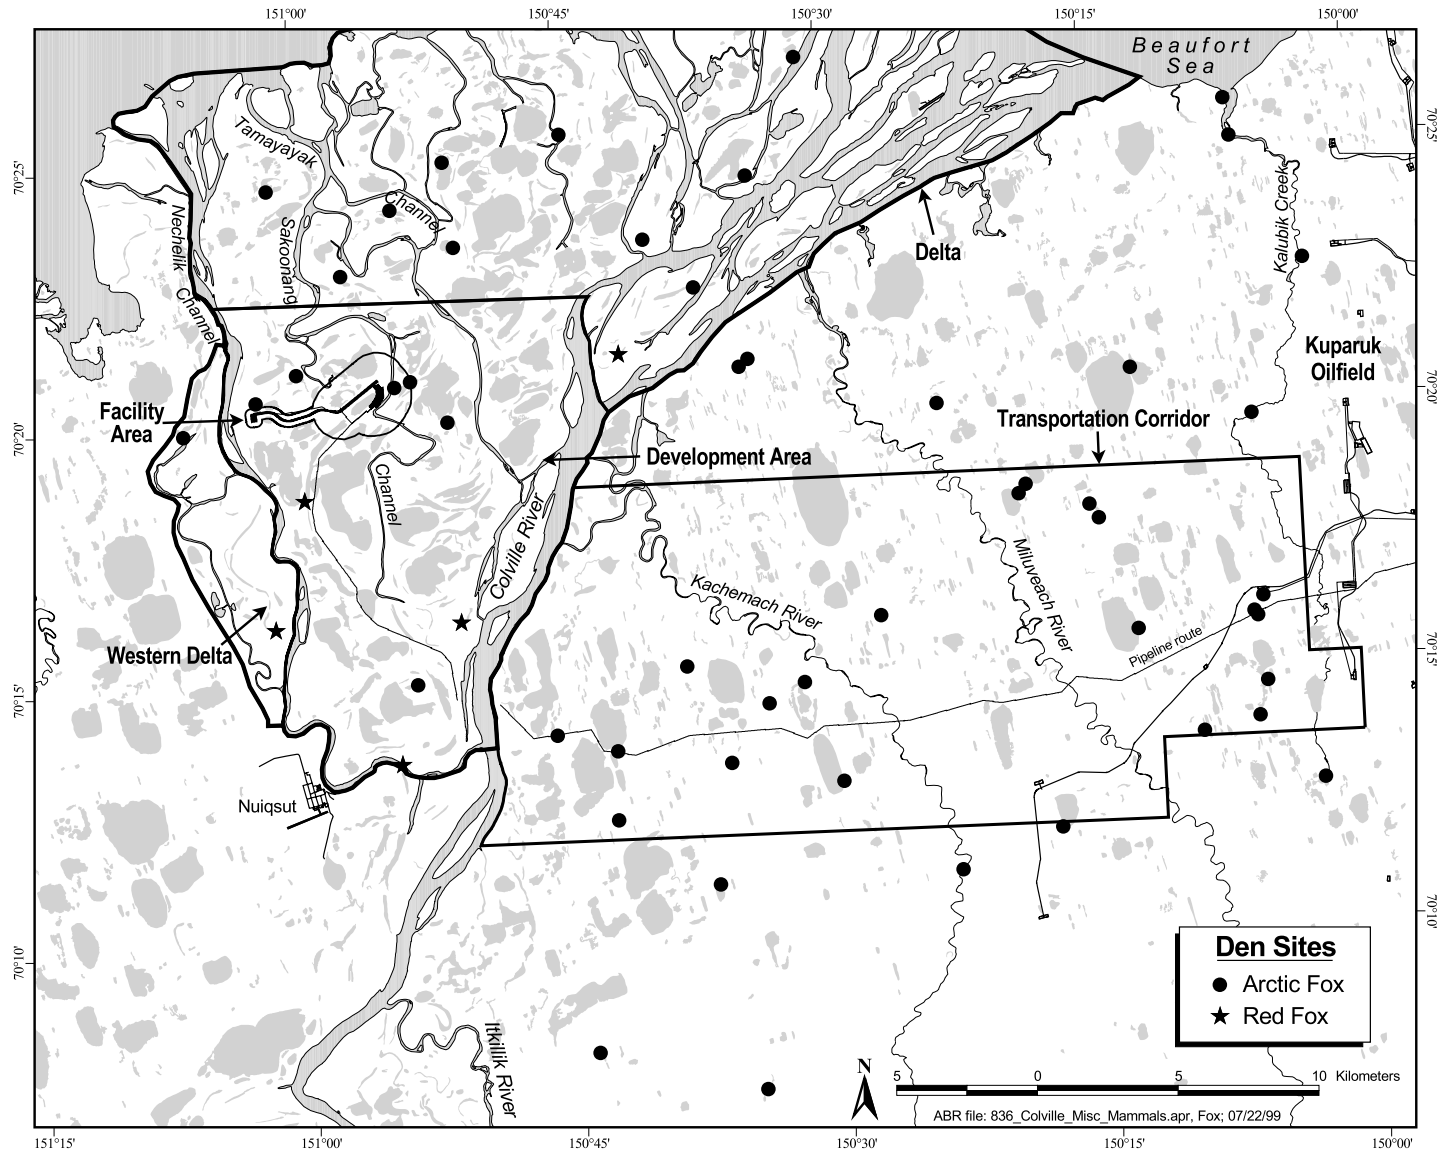 151°00' 150°45' 150°30' 150°15' 150°00'
Beaufort
Sea
70°25'
70°25'
Tamayayak
Channel
Nechelik
Channel
Sakoonang
Kalubik Creek
Delta
Kuparuk
Oilfield
70°20'
70°20'
Facility
Area
Transportation Corridor
Development Area
Channel
Colville River
Kachemach River
Miluveach River
Pipeline route
Western Delta
70°15'
70°15'
Nuiqsut
70°10'
70°10'
Den Sites
Arctic Fox
Red Fox
Itkillik River
N
5 0 5 10 Kilometers
ABR file: 836_Colville_Misc_Mammals.apr, Fox; 07/22/99
151°15' 151°00' 150°45' 150°30' 150°15' 150°00'